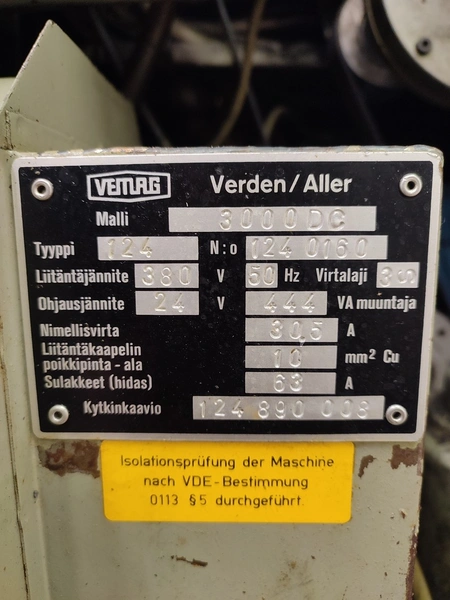 VEMAG Verden/Aller
Malli 3000DC
Tyyppi 124 N:o 124 0160
Liitäntäjännite 380 V 50 Hz Virtalaji 3~
Ohjausjännite 24 V 444 VA muuntaja
Nimellisvirta 30,5 A
Liitäntäkaapelin
poikkipinta - ala 10 mm² Cu
Sulakkeet (hidas) 63 A
Kytkinkaavio 124 890 008
Isolationsprüfung der Maschine
nach VDE-Bestimmung
0113 §5 durchgeführt.